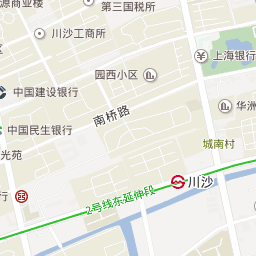 源商业楼
第三国税所
川沙工商所
上海银行
园西小区
中国建设银行
华洲
南桥路
中国民生银行
城南村
光苑
川沙
行
2号线东延伸段